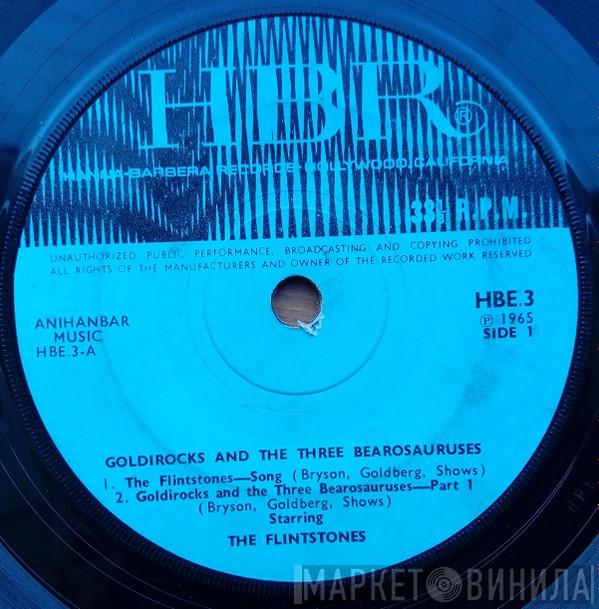 HBR®
HANNA-BARBERA RECORDS·HOLLYWOOD, CALIFORNIA
33⅓ R.P.M.
UNAUTHORIZED PUBLIC PERFORMANCE, BROADCASTING AND COPYING PROHIBITED
ALL RIGHTS OF THE MANUFACTURERS AND OWNER OF THE RECORDED WORK RESERVED
ANIHANBAR
MUSIC
HBE.3-A
HBE.3
℗ 1965
SIDE 1
GOLDIROCKS AND THE THREE BEAROSAURUSES
1. The Flintstones—Song (Bryson, Goldberg, Shows)
2. Goldirocks and the Three Bearosauruses—Part 1
(Bryson, Goldberg, Shows)
Starring
THE FLINTSTONES
МАРКЕТ ВИНИЛА